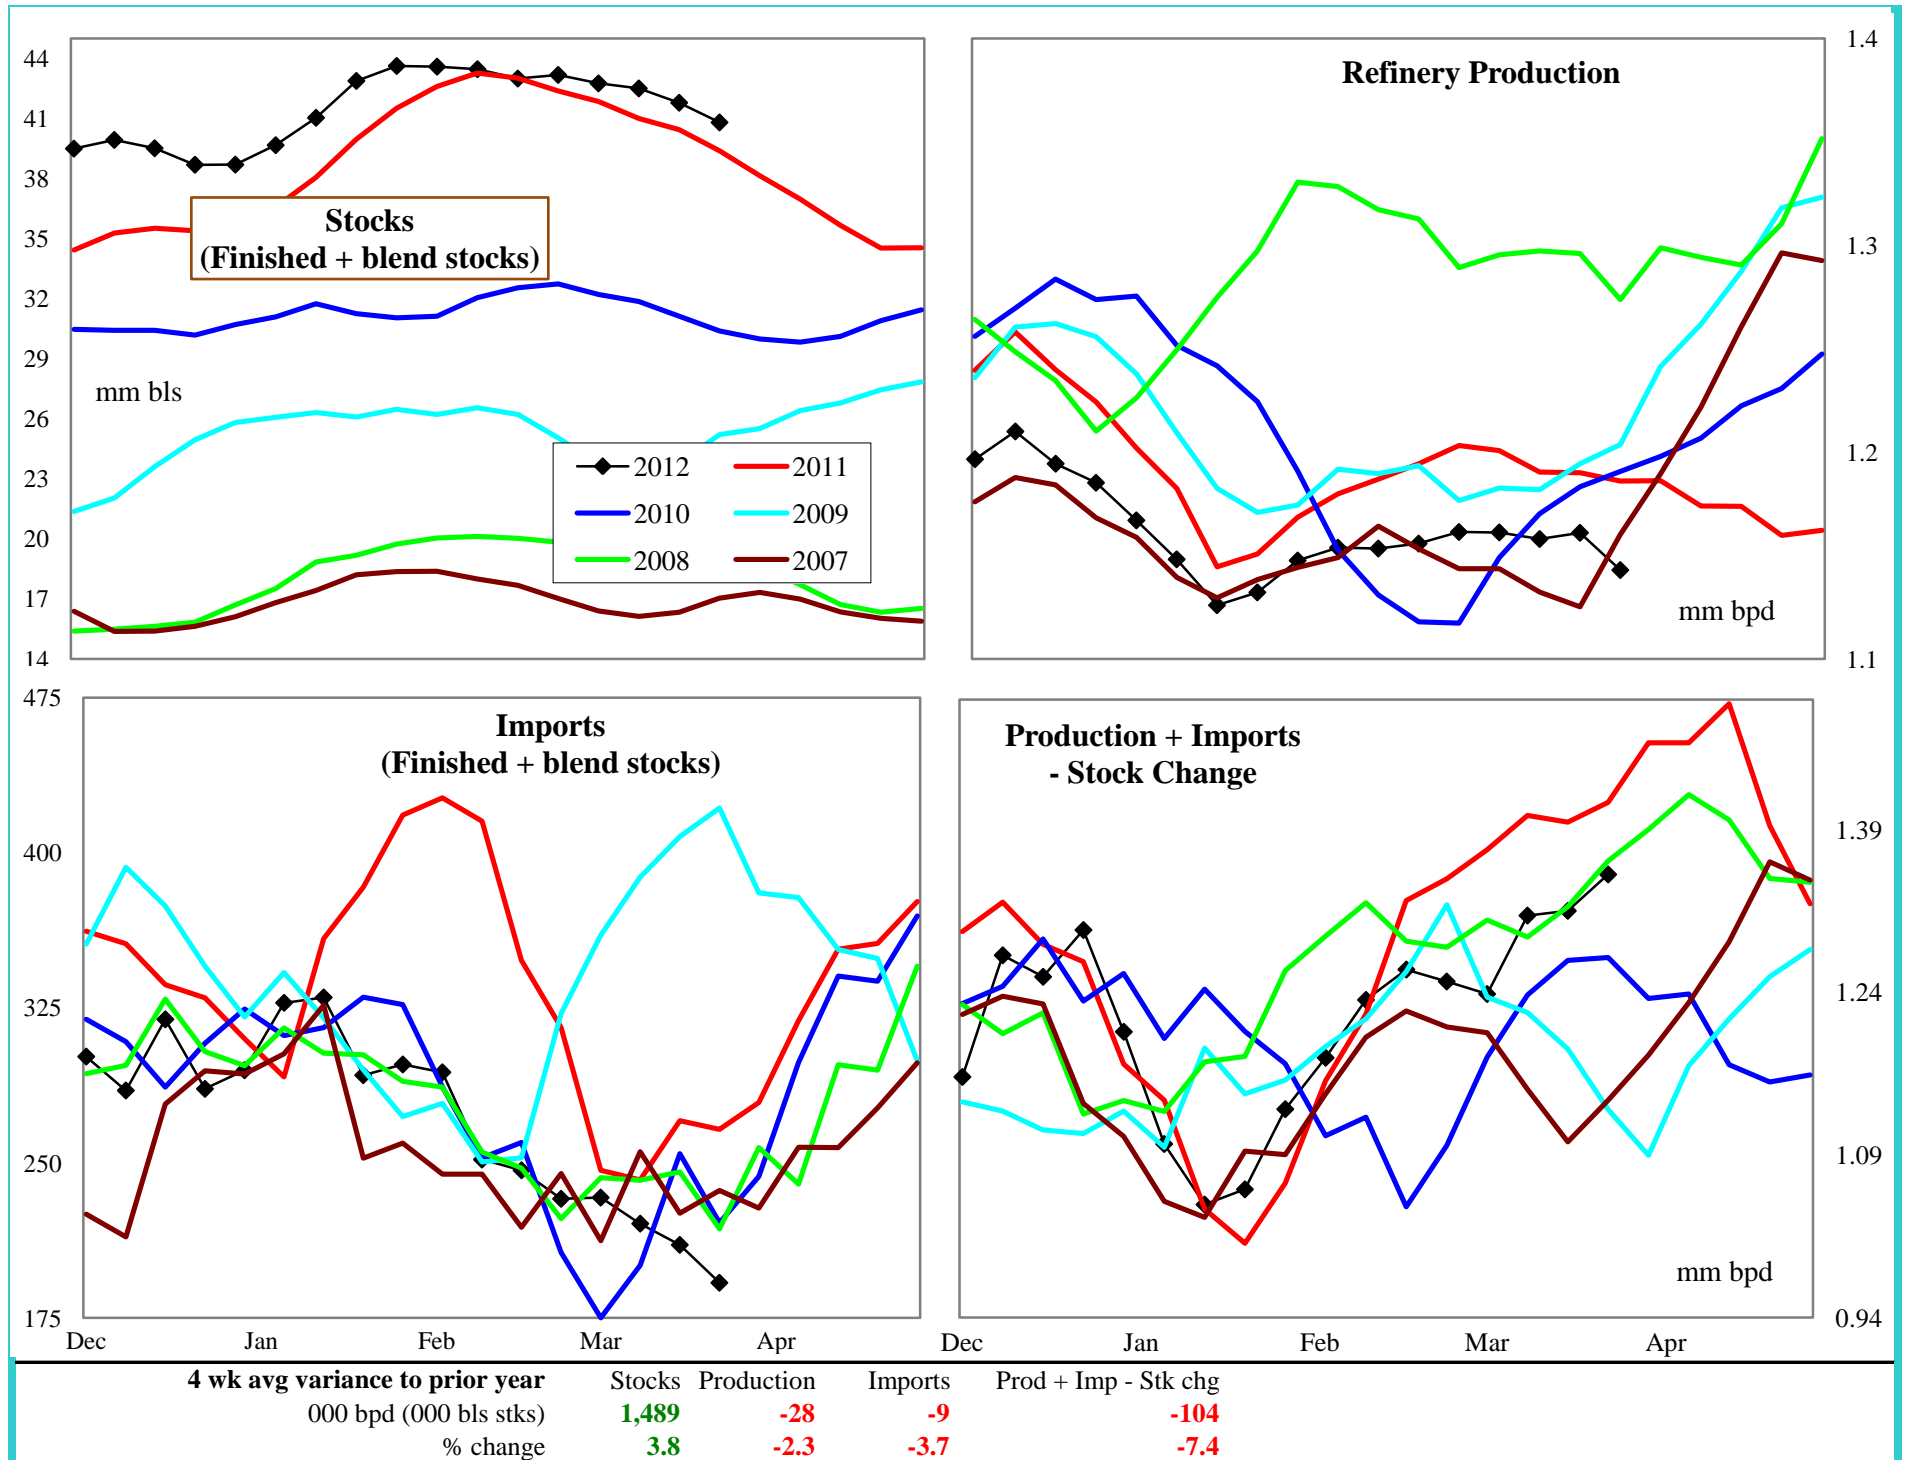 44
41
38
35
32
29
26
23
20
17
14
Stocks
(Finished + blend stocks)
mm bls
2012 2011
2010 2009
2008 2007
Refinery Production
mm bpd
1.4
1.3
1.2
1.1
475
400
325
250
175
Imports
(Finished + blend stocks)
Dec Jan Feb Mar Apr
Production + Imports
- Stock Change
mm bpd
1.39
1.24
1.09
0.94
Dec Jan Feb Mar Apr
4 wk avg variance to prior year Stocks Production Imports Prod + Imp - Stk chg
000 bpd (000 bls stks) 1,489 -28 -9 -104
% change 3.8 -2.3 -3.7 -7.4